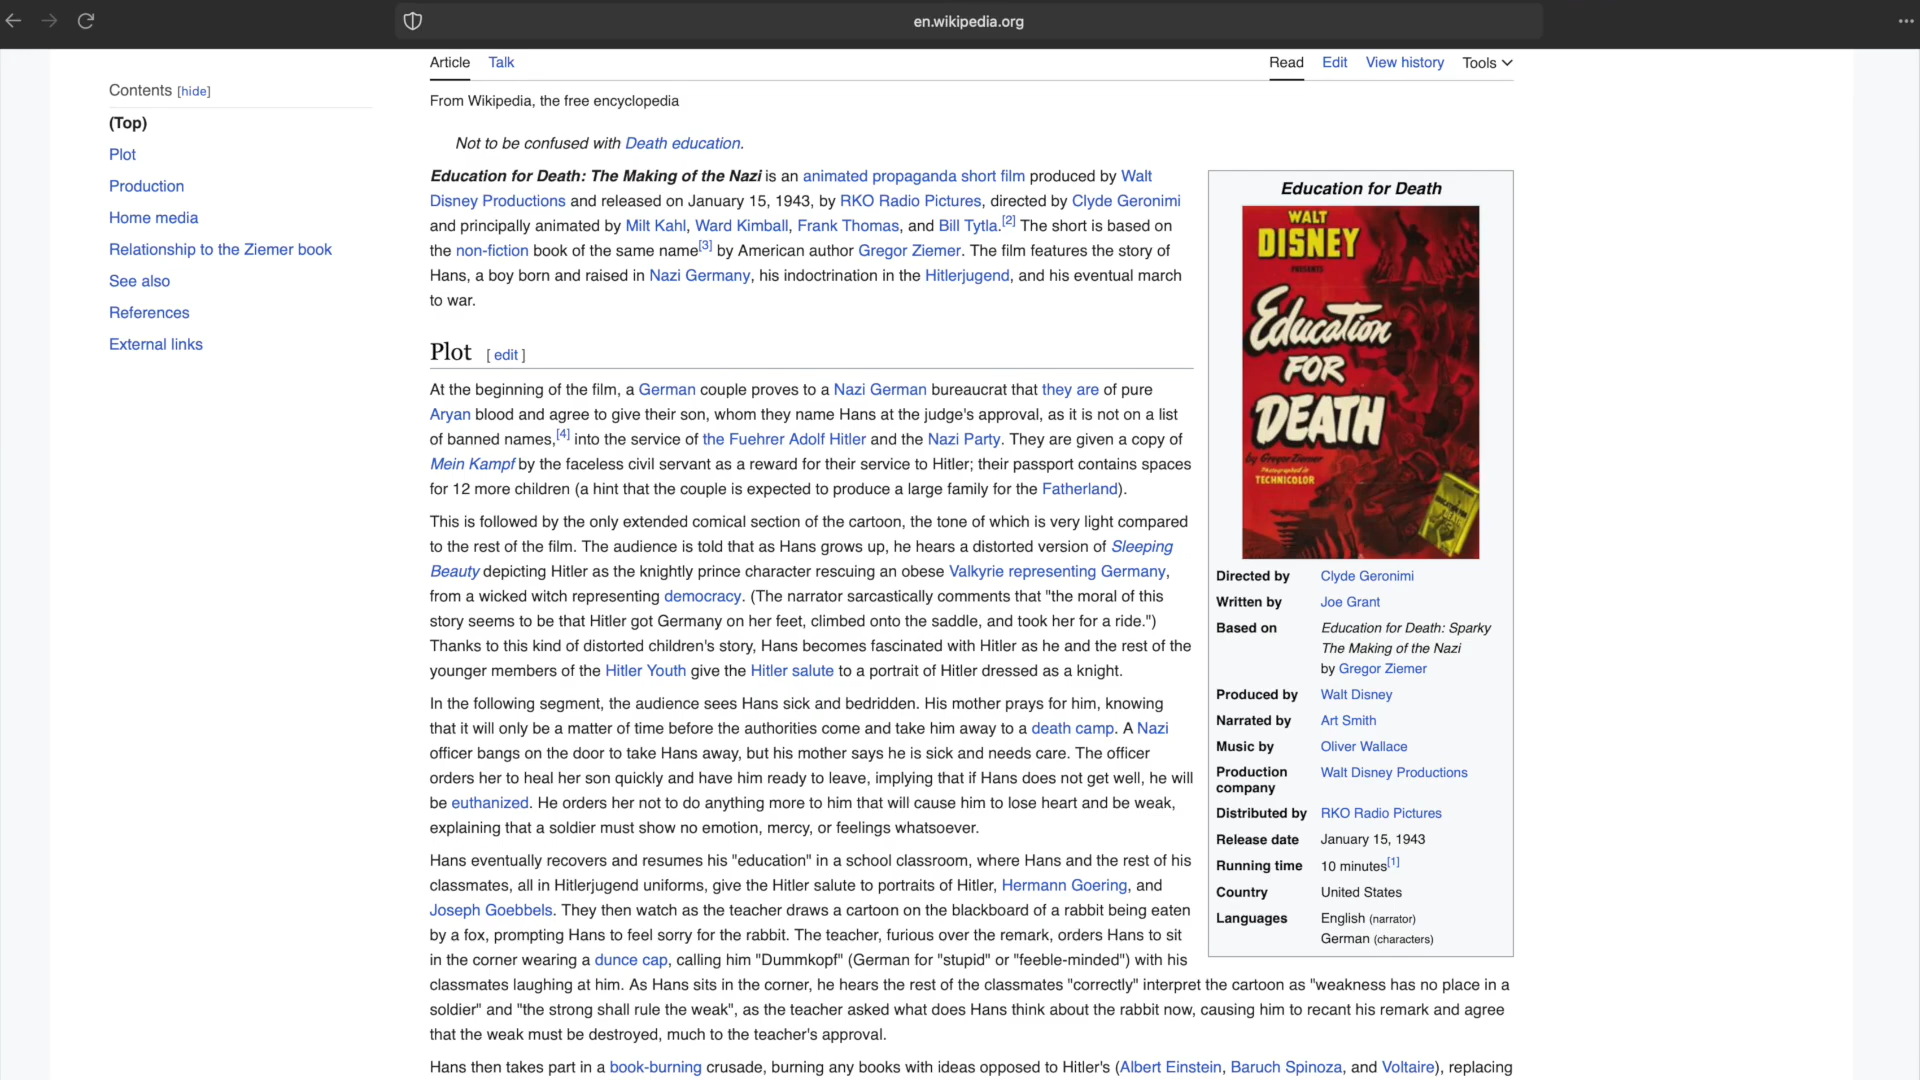 en.wikipedia.org
Contents [hide]
(Top)
Plot
Production
Home media
Relationship to the Ziemer book
See also
References
External links
Article Talk
Read Edit View history Tools
From Wikipedia, the free encyclopedia
Not to be confused with Death education.
Education for Death: The Making of the Nazi is an animated propaganda short film produced by Walt
Disney Productions and released on January 15, 1943, by RKO Radio Pictures, directed by Clyde Geronimi
and principally animated by Milt Kahl, Ward Kimball, Frank Thomas, and Bill Tytla.[2] The short is based on
the non-fiction book of the same name[3] by American author Gregor Ziemer. The film features the story of
Hans, a boy born and raised in Nazi Germany, his indoctrination in the Hitlerjugend, and his eventual march
to war.
Plot [ edit ]
At the beginning of the film, a German couple proves to a Nazi German bureaucrat that they are of pure
Aryan blood and agree to give their son, whom they name Hans at the judge's approval, as it is not on a list
of banned names,[4] into the service of the Fuehrer Adolf Hitler and the Nazi Party. They are given a copy of
Mein Kampf by the faceless civil servant as a reward for their service to Hitler; their passport contains spaces
for 12 more children (a hint that the couple is expected to produce a large family for the Fatherland).
This is followed by the only extended comical section of the cartoon, the tone of which is very light compared
to the rest of the film. The audience is told that as Hans grows up, he hears a distorted version of Sleeping
Beauty depicting Hitler as the knightly prince character rescuing an obese Valkyrie representing Germany,
from a wicked witch representing democracy. (The narrator sarcastically comments that "the moral of this
story seems to be that Hitler got Germany on her feet, climbed onto the saddle, and took her for a ride.")
Thanks to this kind of distorted children's story, Hans becomes fascinated with Hitler as he and the rest of the
younger members of the Hitler Youth give the Hitler salute to a portrait of Hitler dressed as a knight.
In the following segment, the audience sees Hans sick and bedridden. His mother prays for him, knowing
that it will only be a matter of time before the authorities come and take him away to a death camp. A Nazi
officer bangs on the door to take Hans away, but his mother says he is sick and needs care. The officer
orders her to heal her son quickly and have him ready to leave, implying that if Hans does not get well, he will
be euthanized. He orders her not to do anything more to him that will cause him to lose heart and be weak,
explaining that a soldier must show no emotion, mercy, or feelings whatsoever.
Hans eventually recovers and resumes his "education" in a school classroom, where Hans and the rest of his
classmates, all in Hitlerjugend uniforms, give the Hitler salute to portraits of Hitler, Hermann Goering, and
Joseph Goebbels. They then watch as the teacher draws a cartoon on the blackboard of a rabbit being eaten
by a fox, prompting Hans to feel sorry for the rabbit. The teacher, furious over the remark, orders Hans to sit
in the corner wearing a dunce cap, calling him "Dummkopf" (German for "stupid" or "feeble-minded") with his
classmates laughing at him. As Hans sits in the corner, he hears the rest of the classmates "correctly" interpret the cartoon as "weakness has no place in a
soldier" and "the strong shall rule the weak", as the teacher asked what does Hans think about the rabbit now, causing him to recant his remark and agree
that the weak must be destroyed, much to the teacher's approval.
Hans then takes part in a book-burning crusade, burning any books with ideas opposed to Hitler's (Albert Einstein, Baruch Spinoza, and Voltaire), replacing
Education for Death
WALT
DISNEY
PRESENTS
Education
FOR
DEATH
by Gregor Ziemer
Photographed in
TECHNICOLOR
Directed by Clyde Geronimi
Written by Joe Grant
Based on Education for Death: Sparky
The Making of the Nazi
by Gregor Ziemer
Produced by Walt Disney
Narrated by Art Smith
Music by Oliver Wallace
Production Walt Disney Productions
company
Distributed by RKO Radio Pictures
Release date January 15, 1943
Running time 10 minutes[1]
Country United States
Languages English (narrator)
German (characters)